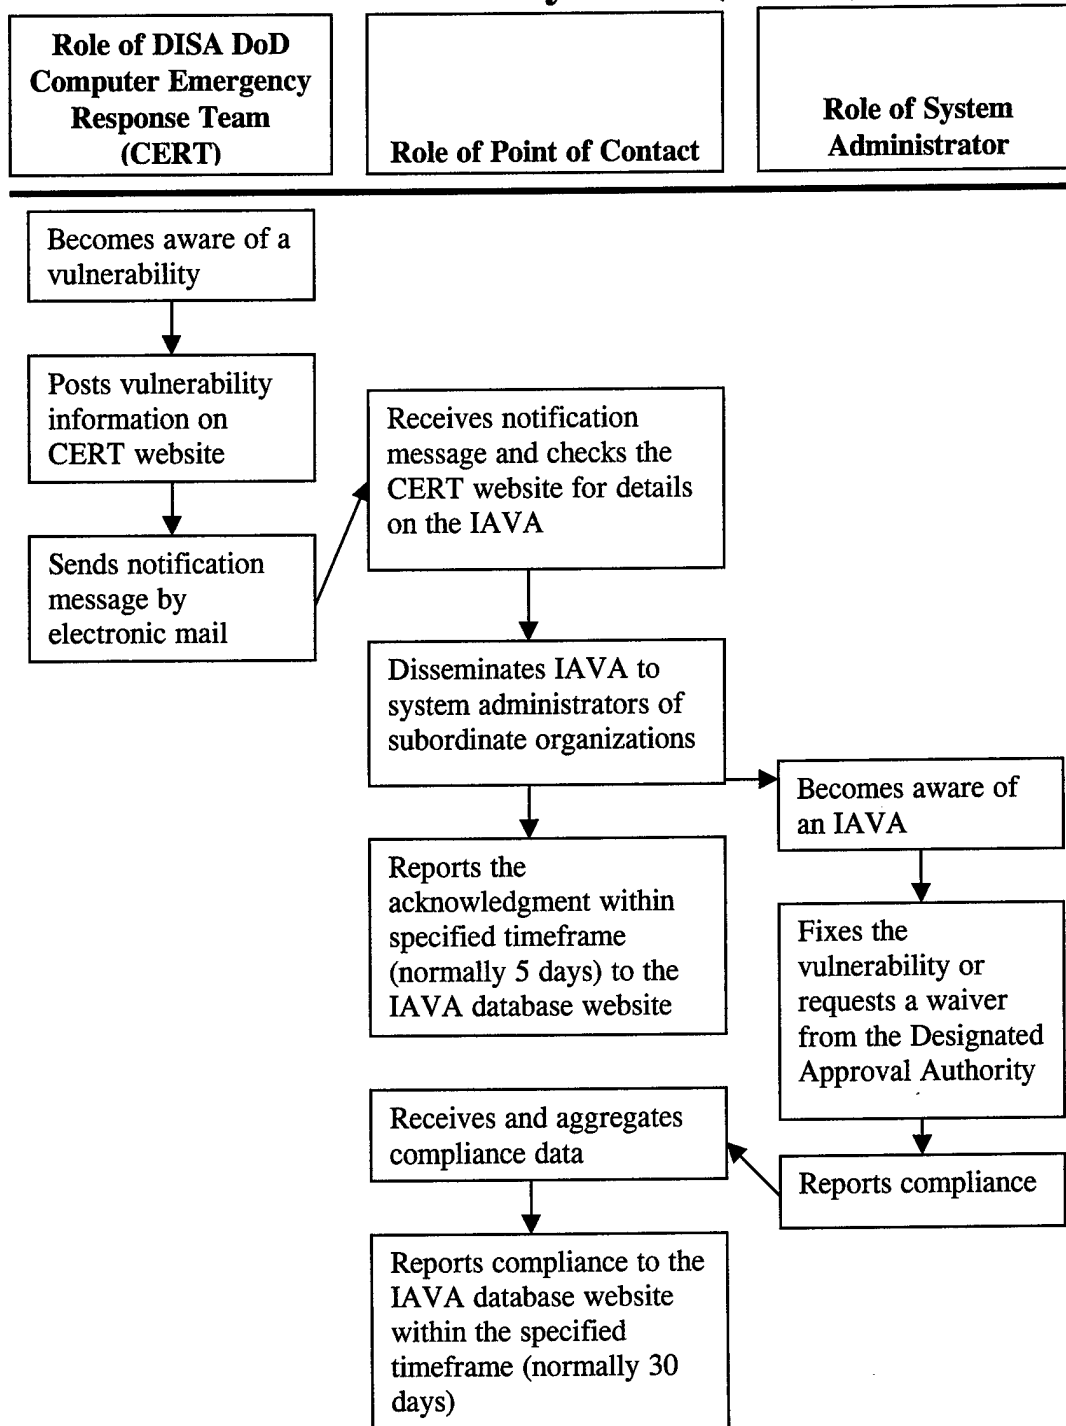 Role of DISA DoD
Computer Emergency
Response Team
(CERT)
Role of Point of Contact
Role of System
Administrator
Becomes aware of a
vulnerability
Posts vulnerability
information on
CERT website
Sends notification
message by
electronic mail
Receives notification
message and checks the
CERT website for details
on the IAVA
Disseminates IAVA to
system administrators of
subordinate organizations
Reports the
acknowledgment within
specified timeframe
(normally 5 days) to the
IAVA database website
Becomes aware of
an IAVA
Fixes the
vulnerability or
requests a waiver
from the Designated
Approval Authority
Reports compliance
Receives and aggregates
compliance data
Reports compliance to the
IAVA database website
within the specified
timeframe (normally 30
days)